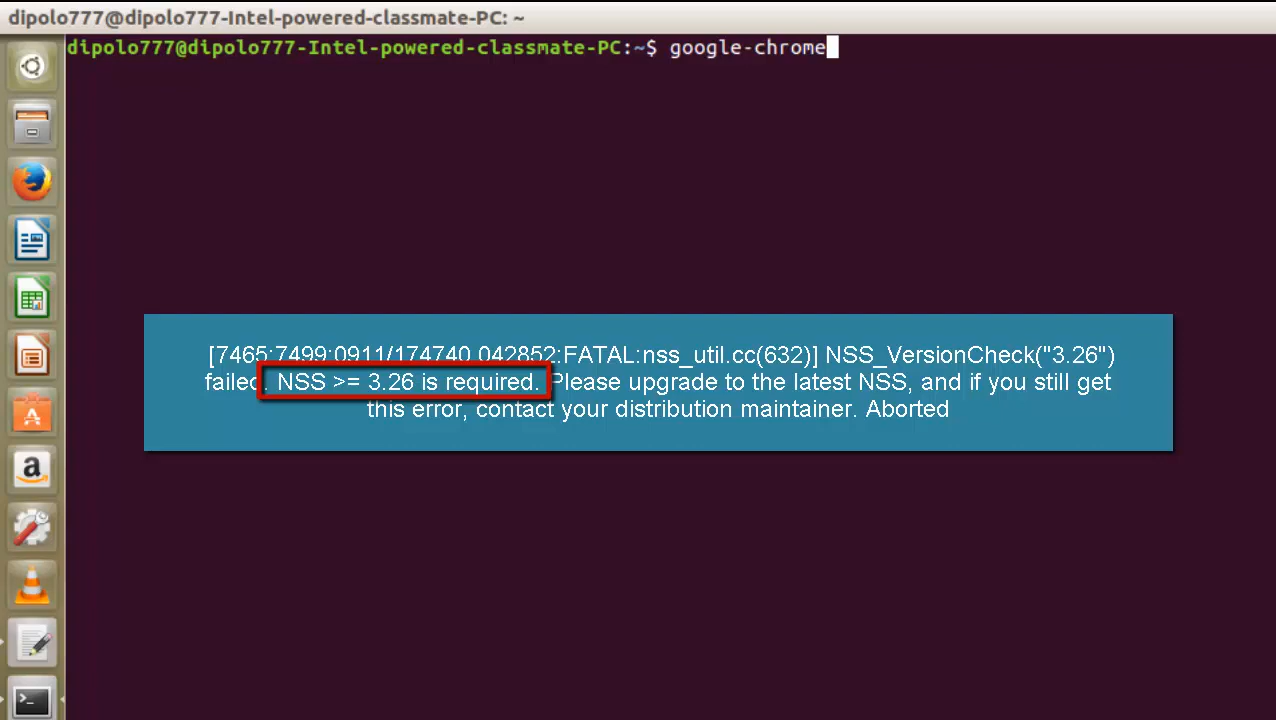 dipolo777@dipolo777-Intel-powered-classmate-PC: ~
dipolo777@dipolo777-Intel-powered-classmate-PC:~$ google-chrome
[7465:7499:0911/174740.042852:FATAL:nss_util.cc(632)] NSS_VersionCheck("3.26")
failed. NSS >= 3.26 is required. Please upgrade to the latest NSS, and if you still get
this error, contact your distribution maintainer. Aborted